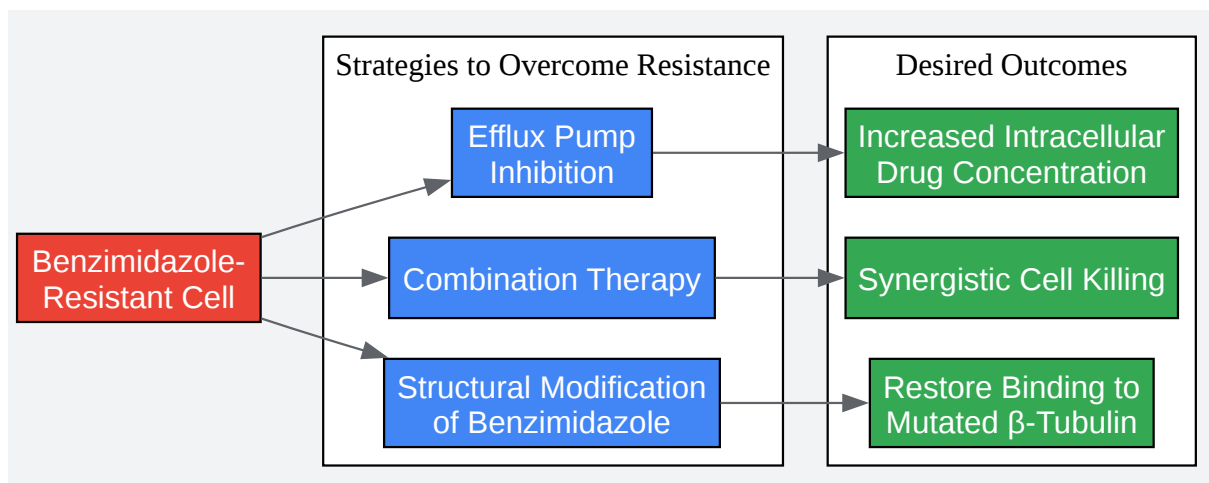 Strategies to Overcome Resistance
Desired Outcomes
Benzimidazole-
Resistant Cell
Efflux Pump
Inhibition
Increased Intracellular
Drug Concentration
Combination Therapy
Synergistic Cell Killing
Structural Modification
of Benzimidazole
Restore Binding to
Mutated β-Tubulin